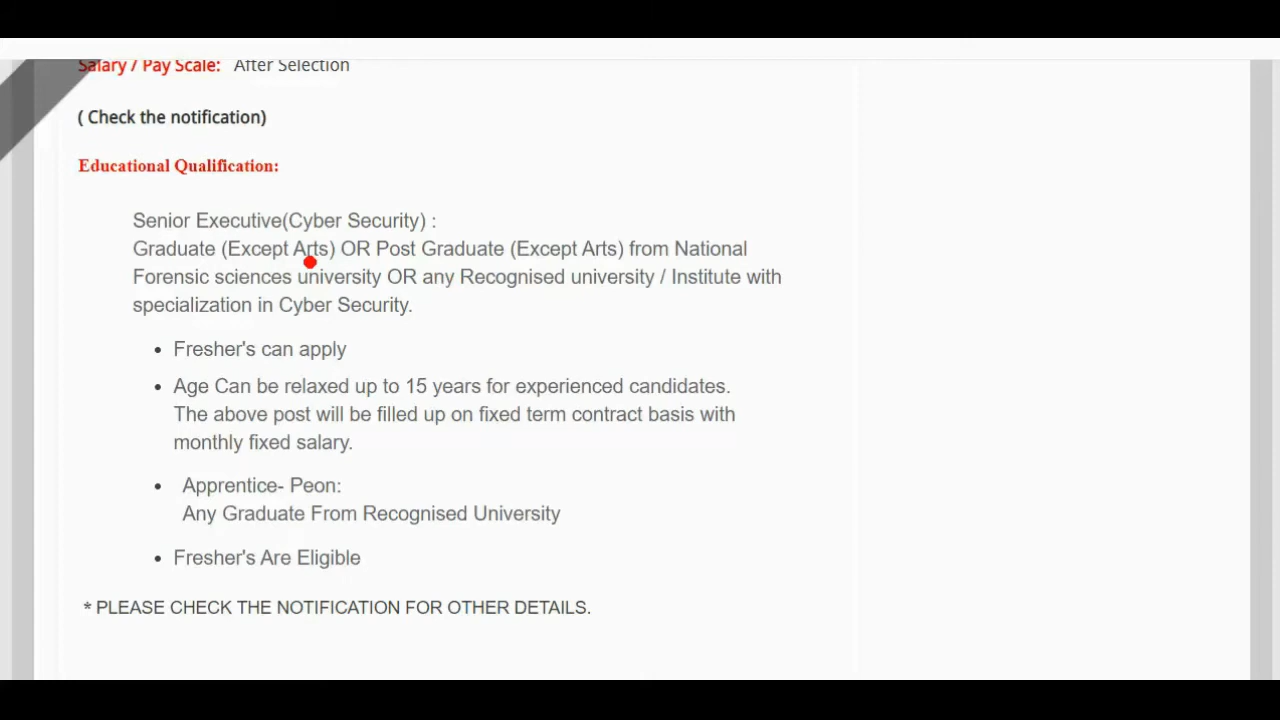 Salary / Pay Scale: After Selection
( Check the notification)
Educational Qualification:
Senior Executive(Cyber Security) :
Graduate (Except Arts) OR Post Graduate (Except Arts) from National
Forensic sciences university OR any Recognised university / Institute with
specialization in Cyber Security.
• Fresher's can apply
• Age Can be relaxed up to 15 years for experienced candidates.
The above post will be filled up on fixed term contract basis with
monthly fixed salary.
• Apprentice- Peon:
Any Graduate From Recognised University
• Fresher's Are Eligible
* PLEASE CHECK THE NOTIFICATION FOR OTHER DETAILS.